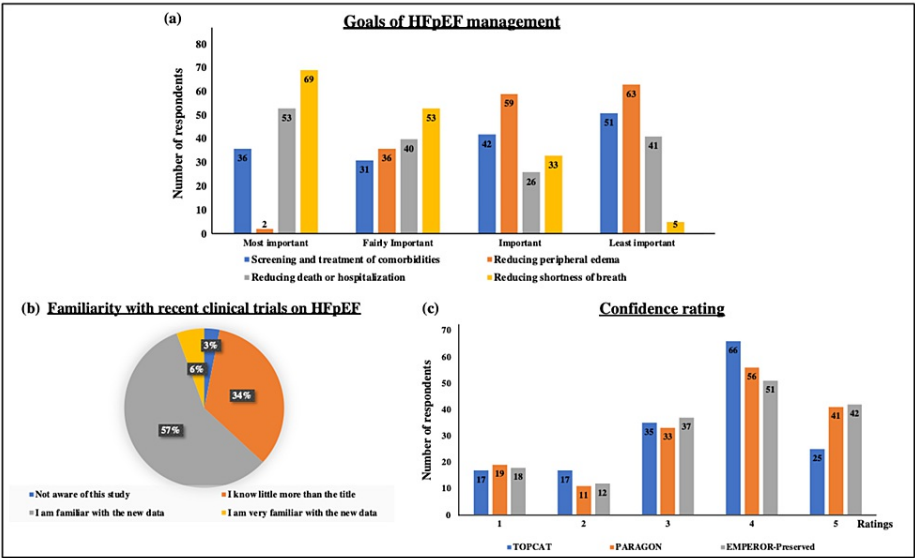 (a)
Goals of HFpEF management
Number of respondents
80
70
60
50
40
30
20
10
0
36
2
53
69
31
36
40
53
42
59
26
33
51
63
41
5
Most important
Fairly Important
Important
Least important
Screening and treatment of comorbidities
Reducing peripheral edema
Reducing death or hospitalization
Reducing shortness of breath
(b) Familiarity with recent clinical trials on HFpEF
3%
6%
34%
57%
Not aware of this study
I know little more than the title
I am familiar with the new data
I am very familiar with the new data
(c)
Confidence rating
Number of respondents
70
60
50
40
30
20
10
0
17
19
18
17
11
12
35
33
37
66
56
51
25
41
42
1
2
3
4
5
Ratings
TOPCAT
PARAGON
EMPEROR-Preserved